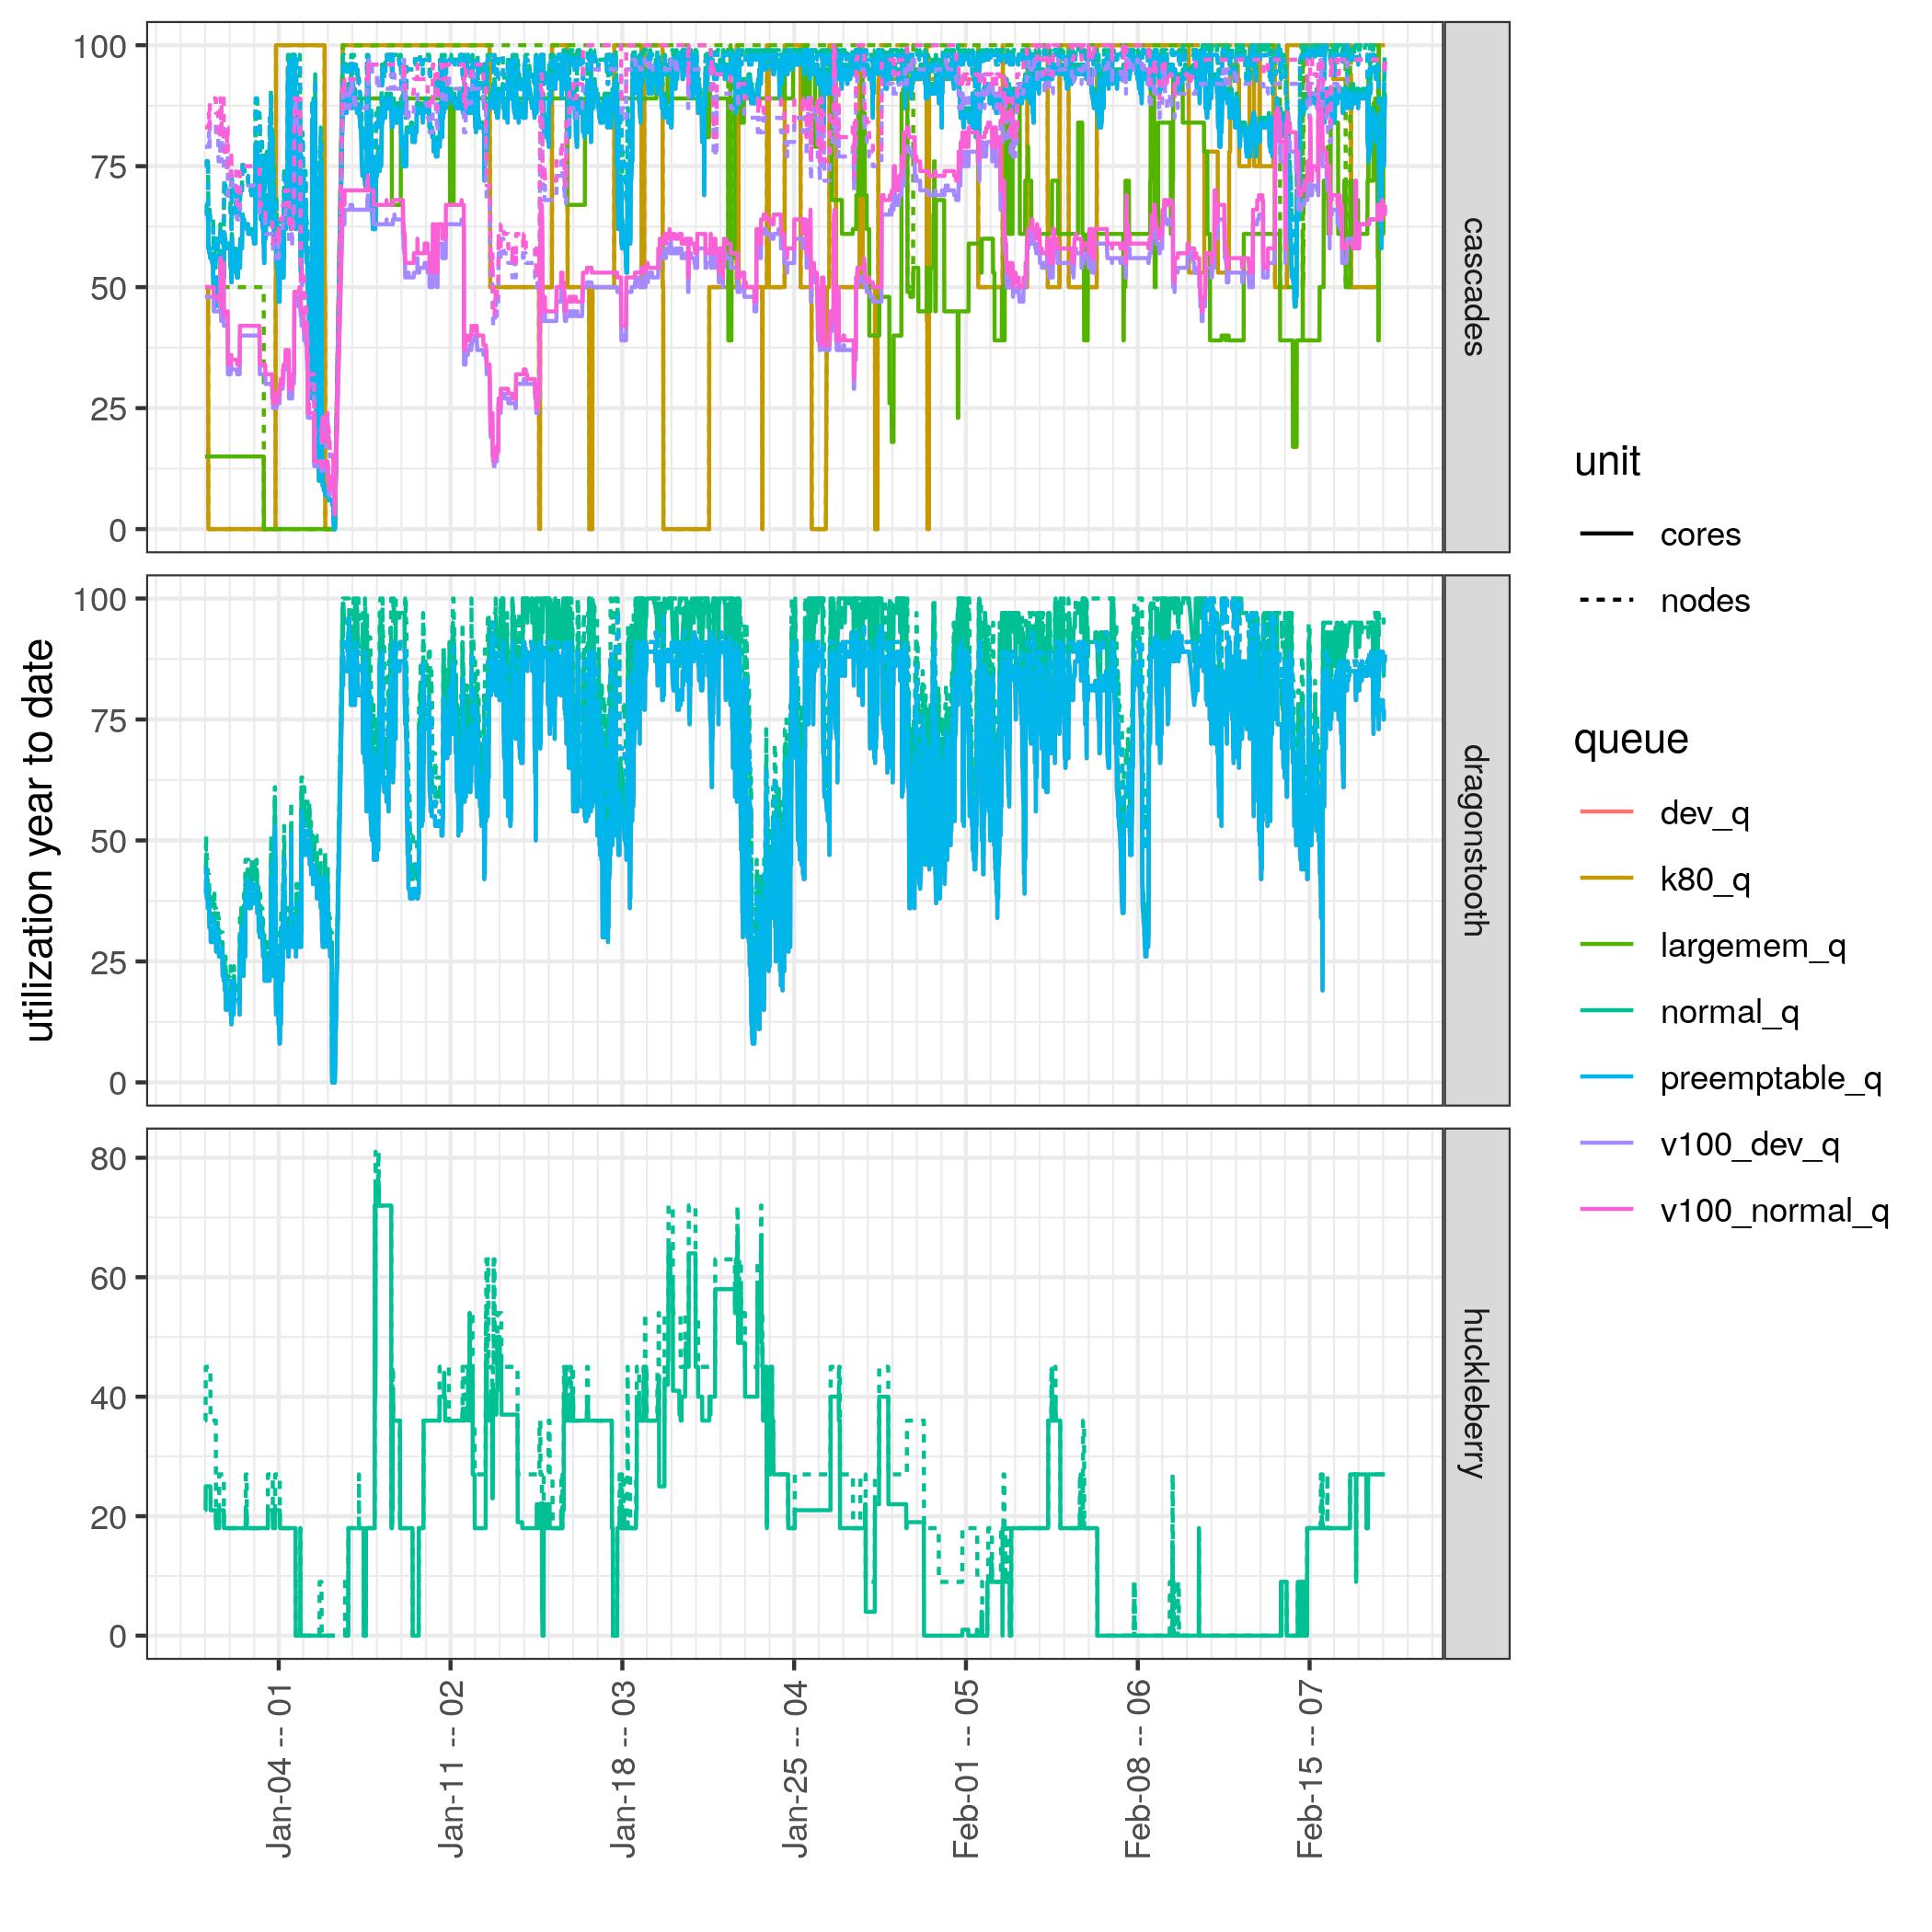 utilization year to date
100
75
50
25
0
cascades
100
75
50
25
0
dragonstooth
80
60
40
20
0
huckleberry
Jan-04 -- 01
Jan-11 -- 02
Jan-18 -- 03
Jan-25 -- 04
Feb-01 -- 05
Feb-08 -- 06
Feb-15 -- 07
unit
cores
nodes
queue
dev_q
k80_q
largemem_q
normal_q
preemptable_q
v100_dev_q
v100_normal_q